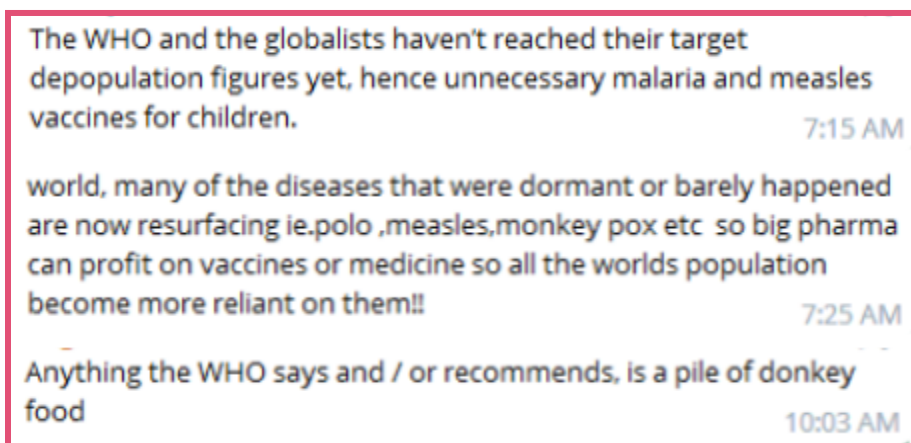 The WHO and the globalists haven't reached their target
depopulation figures yet, hence unnecessary malaria and measles
vaccines for children.
7:15 AM
world, many of the diseases that were dormant or barely happened
are now resurfacing ie.polo ,measles,monkey pox etc  so big pharma
can profit on vaccines or medicine so all the worlds population
become more reliant on them!!
7:25 AM
Anything the WHO says and / or recommends, is a pile of donkey
food
10:03 AM